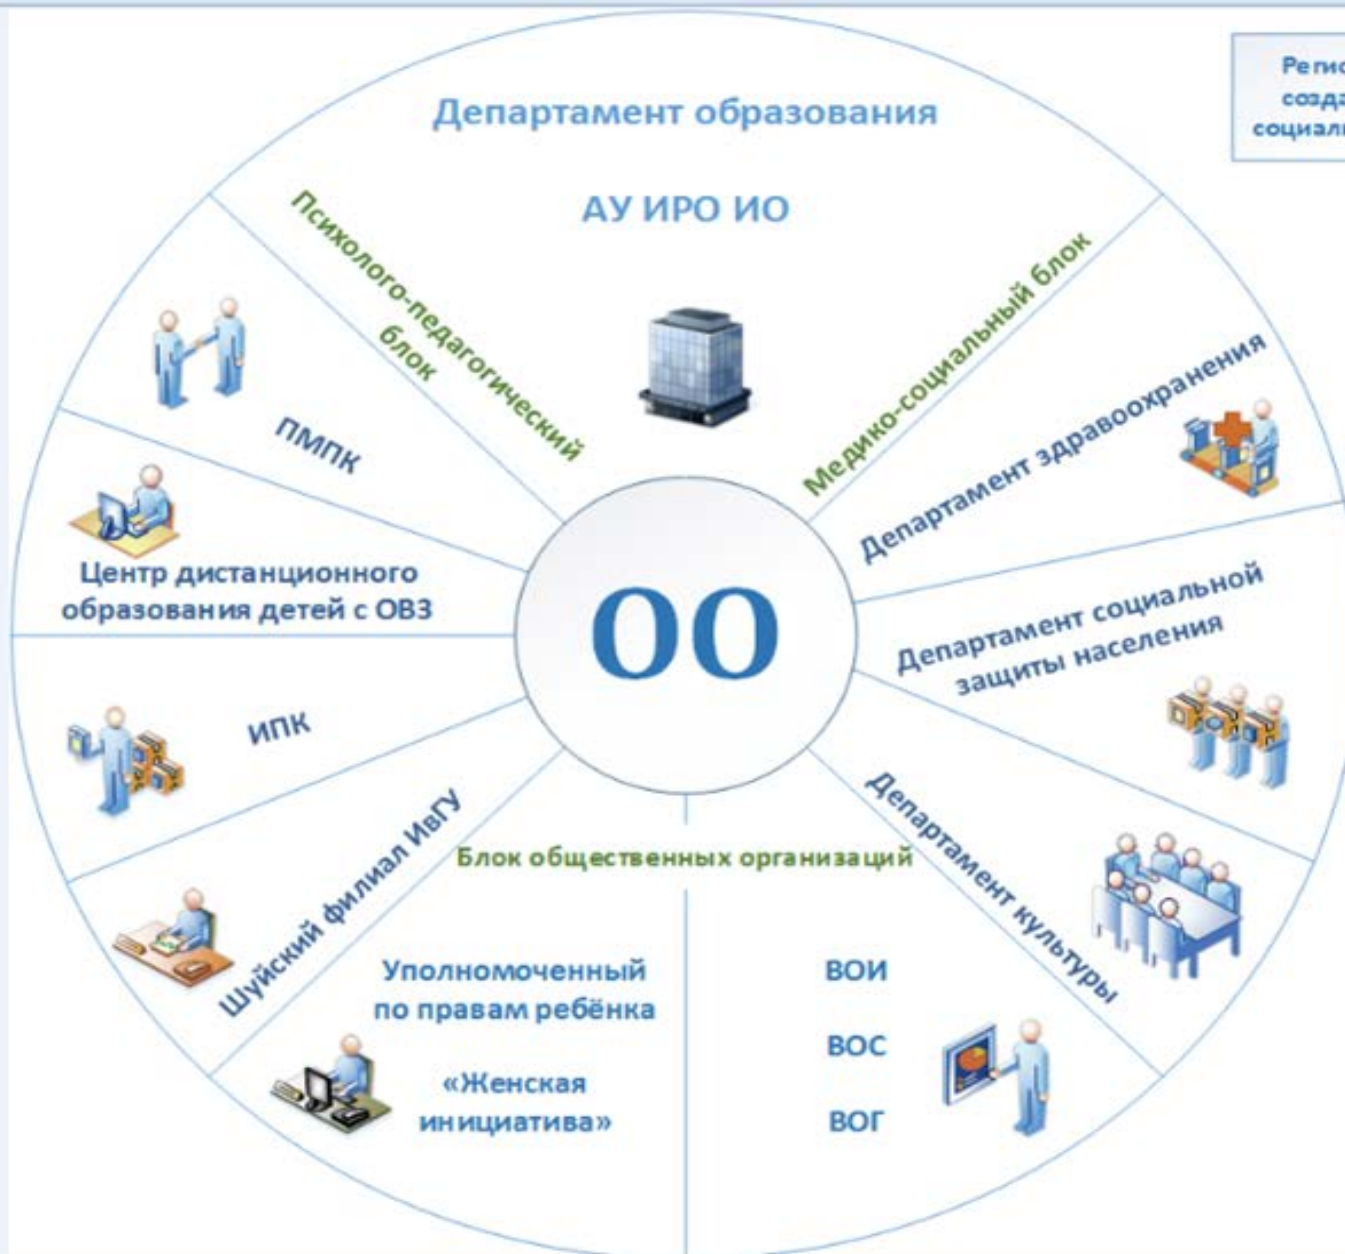 Департамент образования
АУ ИРО ИО
Психолого-педагогический
блок
Медико-социальный блок
ПМПК
Департамент здравоохранения
Центр дистанционного
образования детей с ОВЗ
ОО
Департамент социальной
защиты населения
ИПК
Шуйский филиал ИвГУ
Блок общественных организаций
Департамент культуры
Уполномоченный
по правам ребёнка
«Женская
инициатива»
ВОИ
ВОС
ВОГ